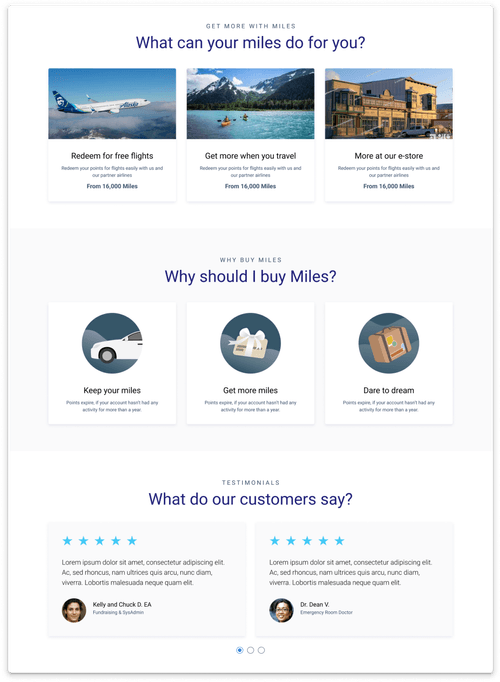 GET MORE WITH MILES
What can your miles do for you?
Alaska
Redeem for free flights
Get more when you travel
More at our e-store
Redeem your points for flights easily with us and
our partner airlines
Redeem your points for flights easily with us and
our partner airlines
Redeem your points for flights easily with us and
our partner airlines
From 16,000 Miles
From 16,000 Miles
From 16,000 Miles
WHY BUY MILES
Why should I buy Miles?
Keep your miles
Get more miles
Dare to dream
Points expire, if your account hasn't had any
activity for more than a year.
Points expire, if your account hasn't had any
activity for more than a year.
Points expire, if your account hasn't had any
activity for more than a year.
TESTIMONIALS
What do our customers say?
Lorem ipsum dolor sit amet, consectetur adipiscing elit.
Ac, sed rhoncus in, mattis ultrices quis arcu, nunc diam,
viverra. Lobortis malesuada neque quam elit.
Kelly and Chuck D. EA
Fundraising & SysAdmin
Lorem ipsum dolor sit amet, consectetur adipiscing elit.
Ac, sed rhoncus in, mattis ultrices quis arcu, nunc diam,
viverra. Lobortis malesuada neque quam elit.
Dr. Dean V.
Emergency Room Doctor